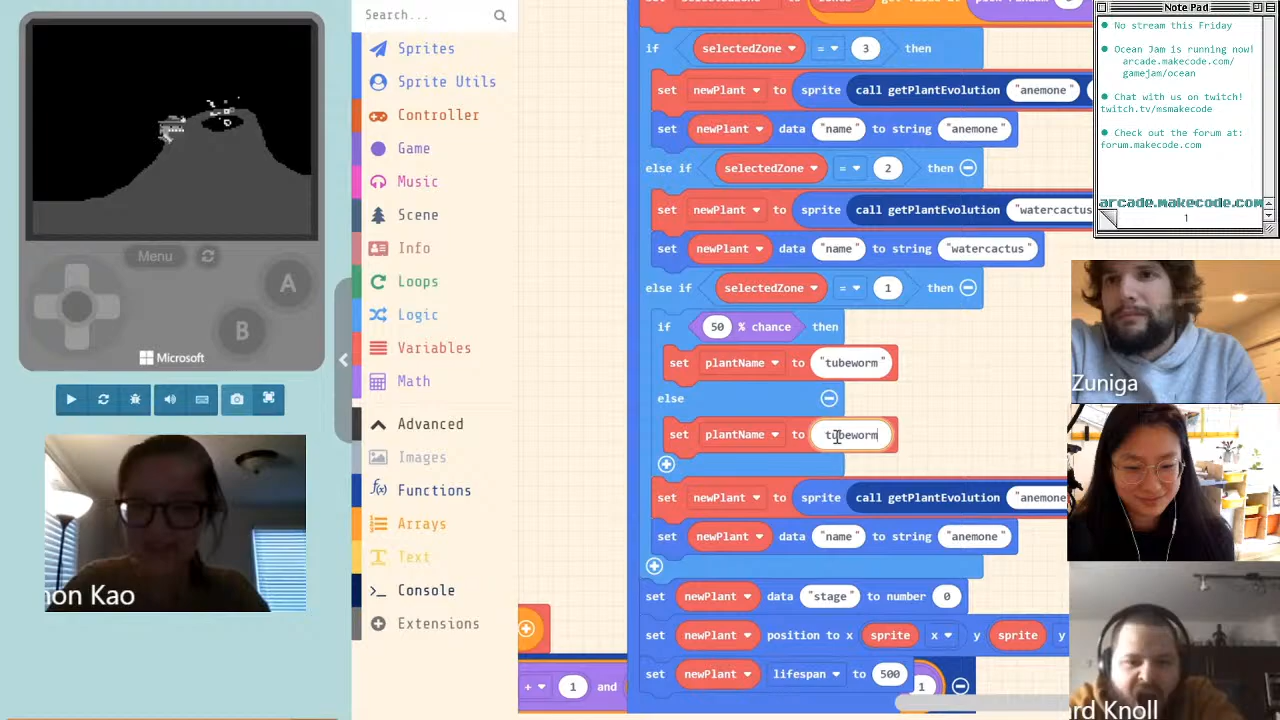 Menu
A
B
Microsoft
non Kao
Search...
Sprites
Sprite Utils
Controller
Game
Music
Scene
Info
Loops
Logic
Variables
Math
Advanced
Images
Functions
Arrays
Text
Console
Extensions
if selectedZone = 3 then
set newPlant to sprite call getPlantEvolution "anemone"
set newPlant data "name" to string "anemone"
else if selectedZone = 2 then
set newPlant to sprite call getPlantEvolution "watercactus
set newPlant data "name" to string "watercactus"
else if selectedZone = 1 then
if 50 % chance then
set plantName to "tubeworm"
else
set plantName to tubeworm
set newPlant to sprite call getPlantEvolution "anemone
set newPlant data "name" to string "anemone"
set newPlant data "stage" to number 0
set newPlant position to x sprite x y sprite y
set newPlant lifespan to 500
+ 1 and
1
Note Pad
No stream this Friday
Ocean Jam is running now!
arcade.makecode.com/
gamejam/ocean
Chat with us on twitch!
twitch.tv/msmakecode
Check out the forum at:
forum.makecode.com
arcade.makecode.com
1
Zuniga
rd Knoll